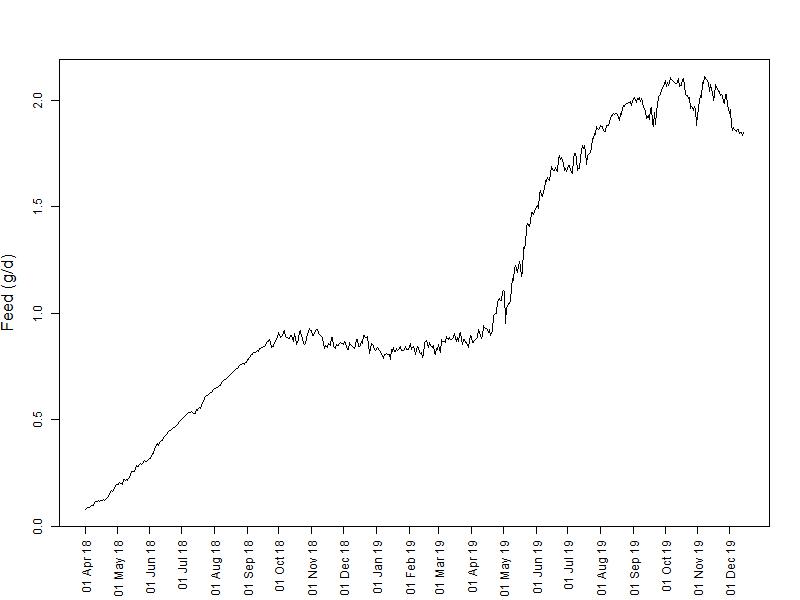 Feed (g/d)
2.0
1.5
1.0
0.5
0.0
01 Apr 18
01 May 18
01 Jun 18
01 Jul 18
01 Aug 18
01 Sep 18
01 Oct 18
01 Nov 18
01 Dec 18
01 Jan 19
01 Feb 19
01 Mar 19
01 Apr 19
01 May 19
01 Jun 19
01 Jul 19
01 Aug 19
01 Sep 19
01 Oct 19
01 Nov 19
01 Dec 19